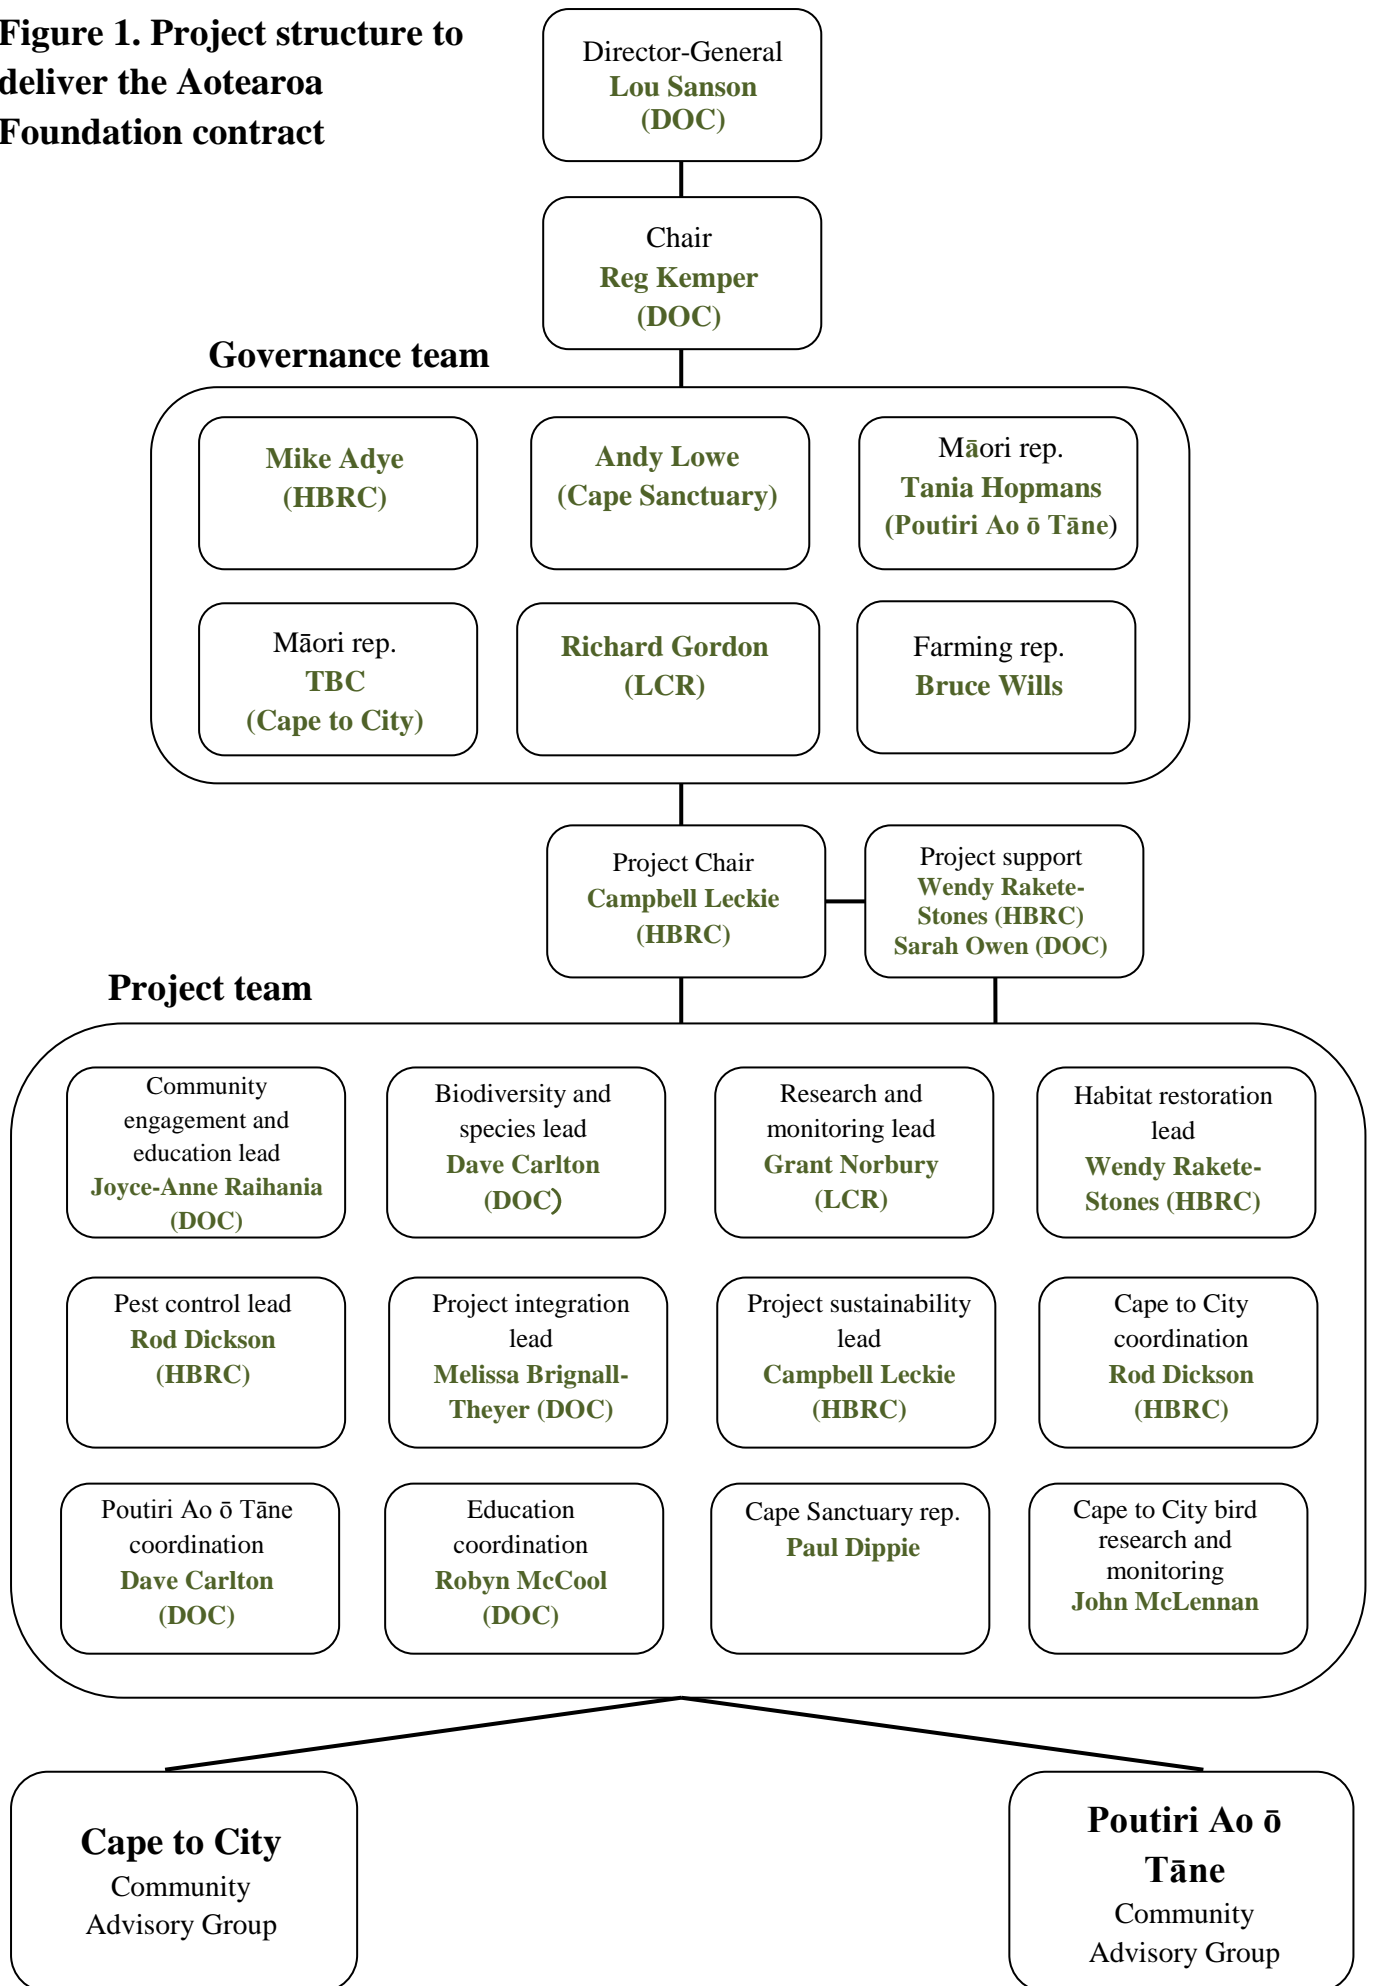 Figure 1. Project structure to
deliver the Aotearoa
Foundation contract
Director-General
Lou Sanson
(DOC)
Chair
Reg Kemper
(DOC)
Governance team
Mike Adye
(HBRC)
Andy Lowe
(Cape Sanctuary)
Māori rep.
Tania Hopmans
(Poutiri Ao ō Tāne)
Māori rep.
TBC
(Cape to City)
Richard Gordon
(LCR)
Farming rep.
Bruce Wills
Project Chair
Campbell Leckie
(HBRC)
Project support
Wendy Rakete-
Stones (HBRC)
Sarah Owen (DOC)
Project team
Community
engagement and
education lead
Joyce-Anne Raihania
(DOC)
Biodiversity and
species lead
Dave Carlton
(DOC)
Research and
monitoring lead
Grant Norbury
(LCR)
Habitat restoration
lead
Wendy Rakete-
Stones (HBRC)
Pest control lead
Rod Dickson
(HBRC)
Project integration
lead
Melissa Brignall-
Theyer (DOC)
Project sustainability
lead
Campbell Leckie
(HBRC)
Cape to City
coordination
Rod Dickson
(HBRC)
Poutiri Ao ō Tāne
coordination
Dave Carlton
(DOC)
Education
coordination
Robyn McCool
(DOC)
Cape Sanctuary rep.
Paul Dippie
Cape to City bird
research and
monitoring
John McLennan
Cape to City
Community
Advisory Group
Poutiri Ao ō
Tāne
Community
Advisory Group